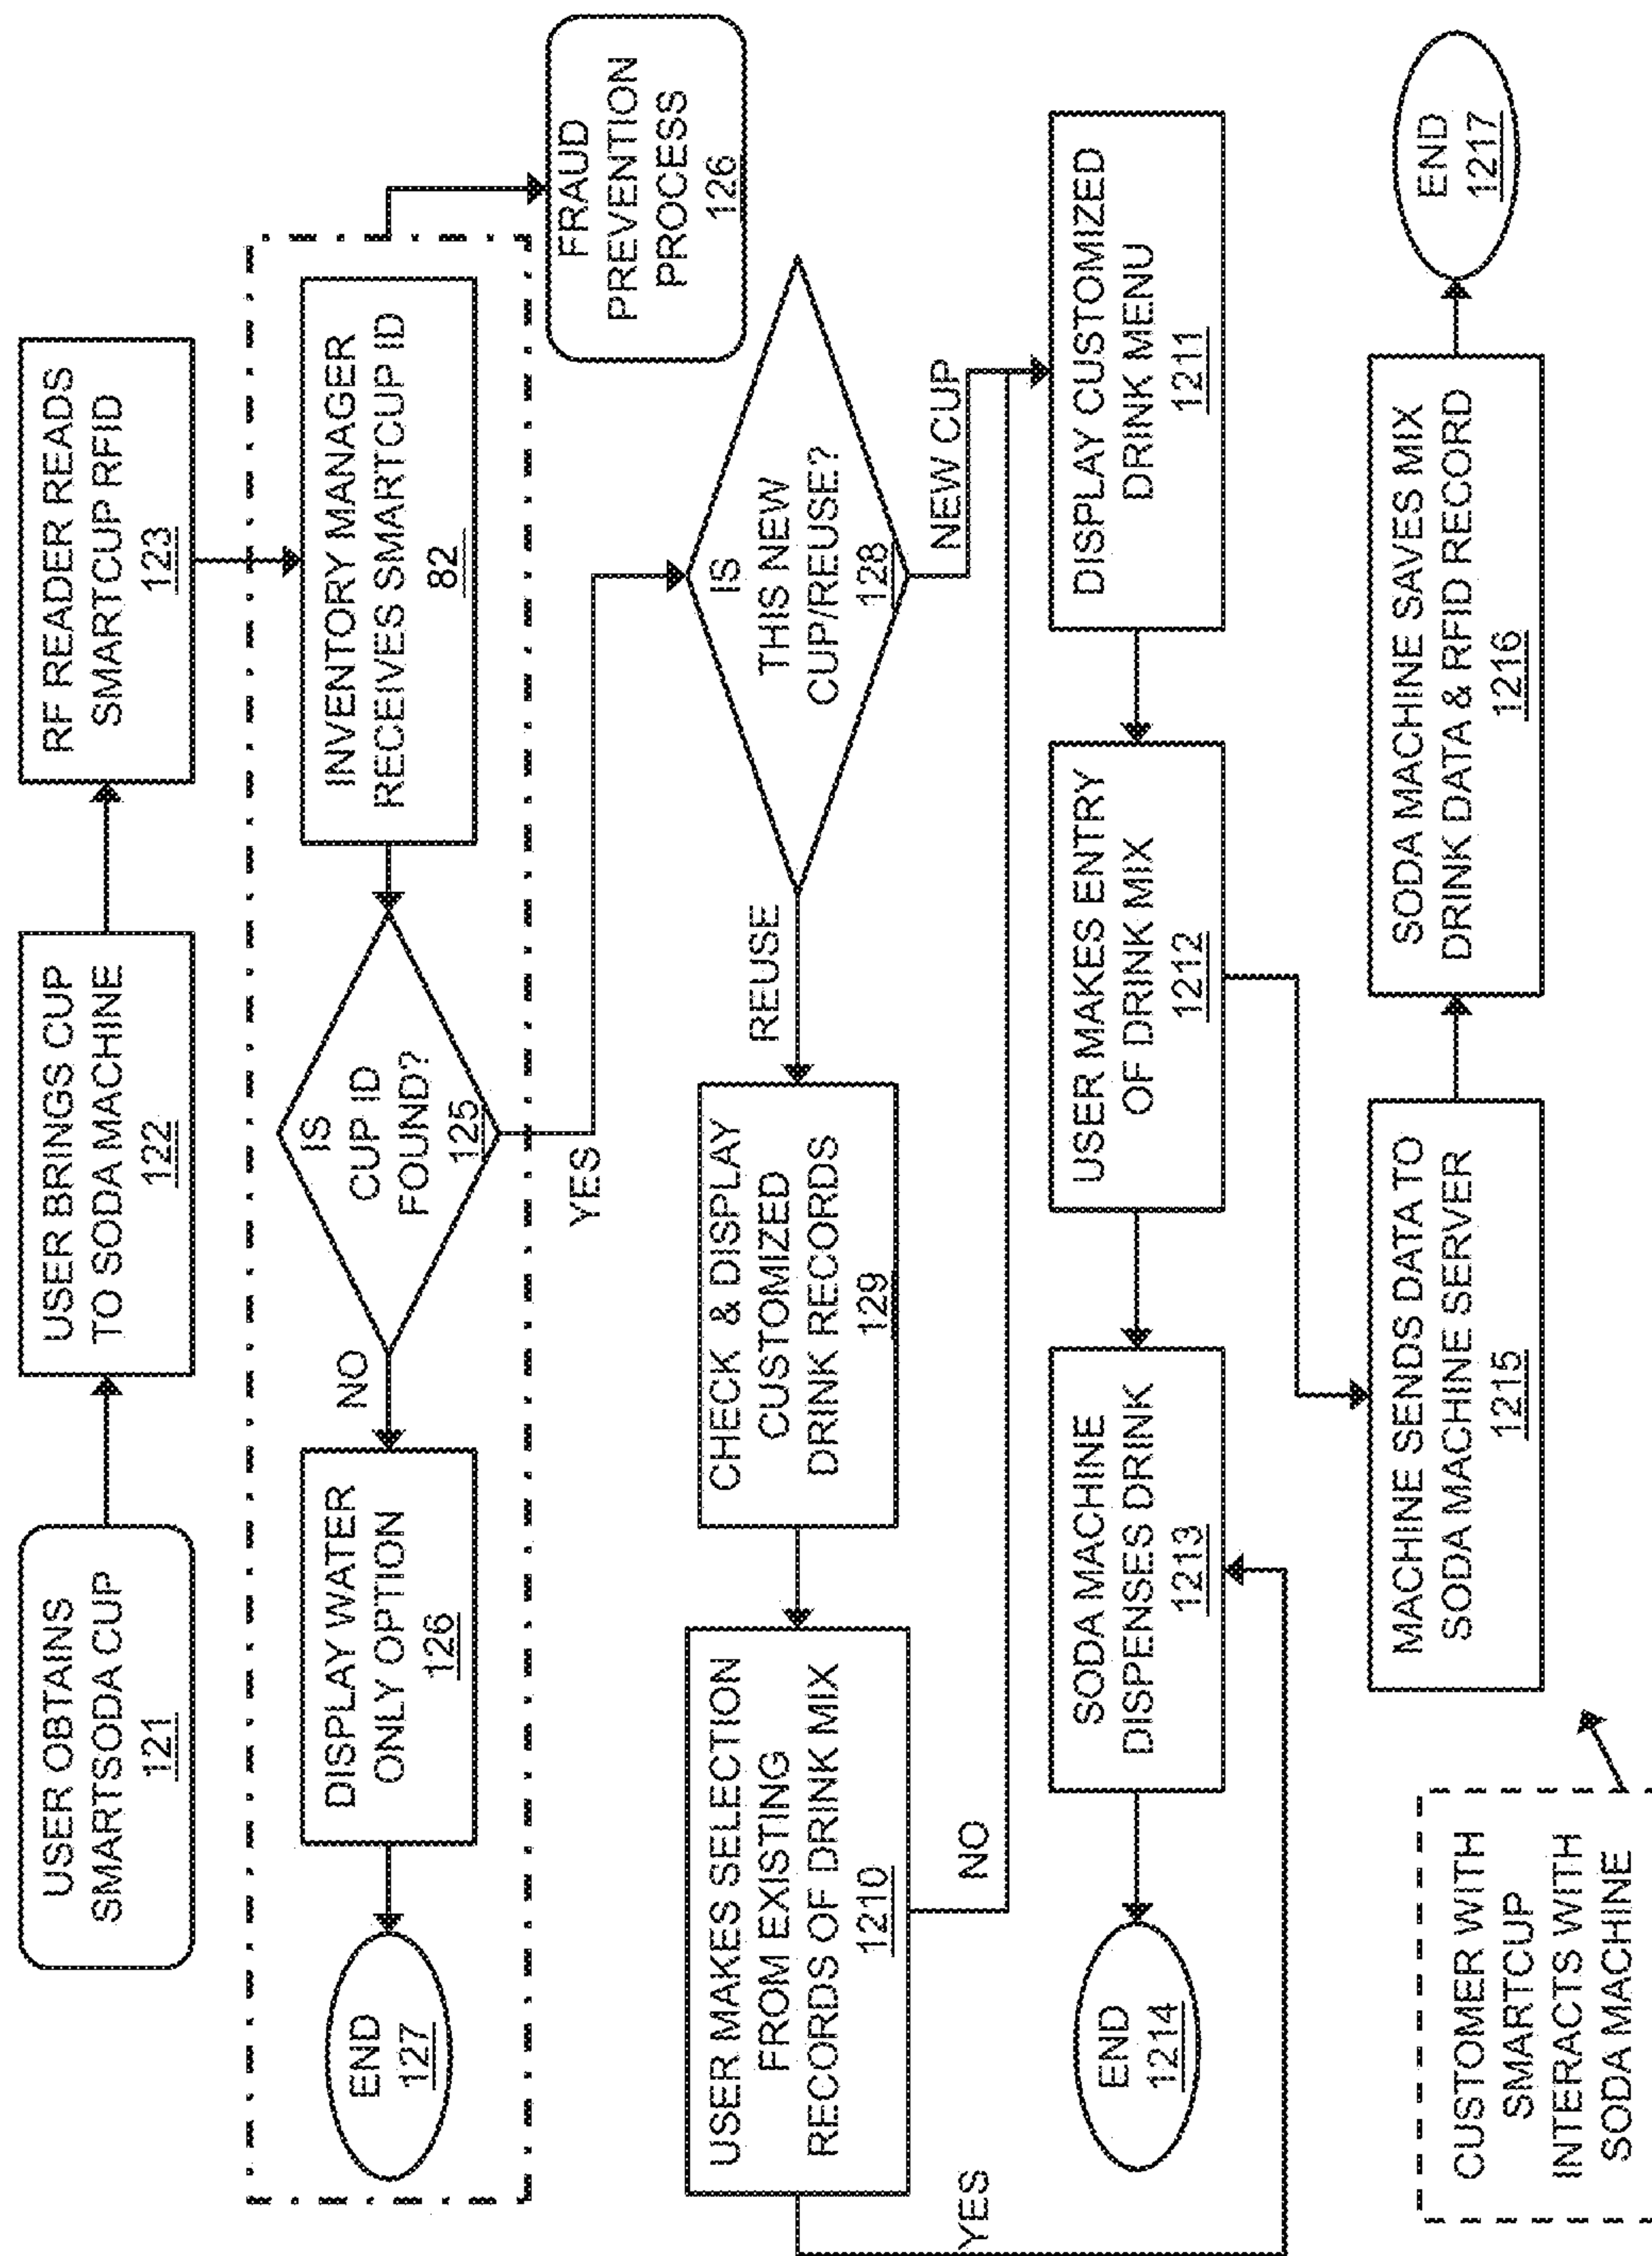 USER OBTAINS
SMARTSODA CUP
121
USER BRINGS CUP
TO SODA MACHINE
122
RF READER READS
SMARTCUP RFID
123
INVENTORY MANAGER
RECEIVES SMARTCUP ID
82
IS
CUP ID
FOUND?
125
NO
YES
DISPLAY WATER
ONLY OPTION
126
END
127
FRAUD
PREVENTION
PROCESS
126
IS
THIS NEW
CUP/REUSE?
128
REUSE
NEW CUP
CHECK & DISPLAY
CUSTOMIZED
DRINK RECORDS
129
USER MAKES SELECTION
FROM EXISTING
RECORDS OF DRINK MIX
1210
NO
YES
DISPLAY CUSTOMIZED
DRINK MENU
1211
USER MAKES ENTRY
OF DRINK MIX
1212
SODA MACHINE
DISPENSES DRINK
1213
END
1214
MACHINE SENDS DATA TO
SODA MACHINE SERVER
1215
SODA MACHINE SAVES MIX
DRINK DATA & RFID RECORD
1216
END
1217
CUSTOMER WITH
SMARTCUP
INTERACTS WITH
SODA MACHINE